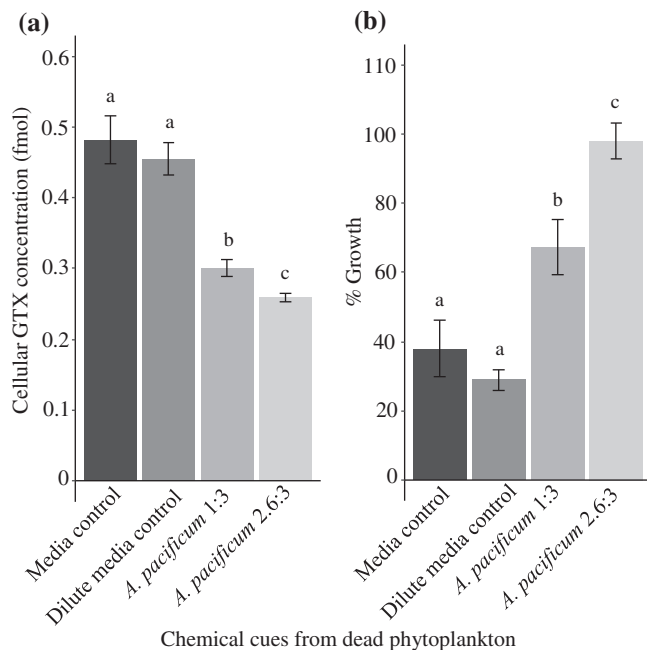 (a)
Cellular GTX concentration (fmol)
0.6
0.5
0.4
0.3
0.2
0.1
0
a
a
b
c
Media control
Dilute media control
A. pacificum 1:3
A. pacificum 2.6:3
(b)
% Growth
110
100
80
60
40
20
0
a
a
b
c
Media control
Dilute media control
A. pacificum 1:3
A. pacificum 2.6:3
Chemical cues from dead phytoplankton